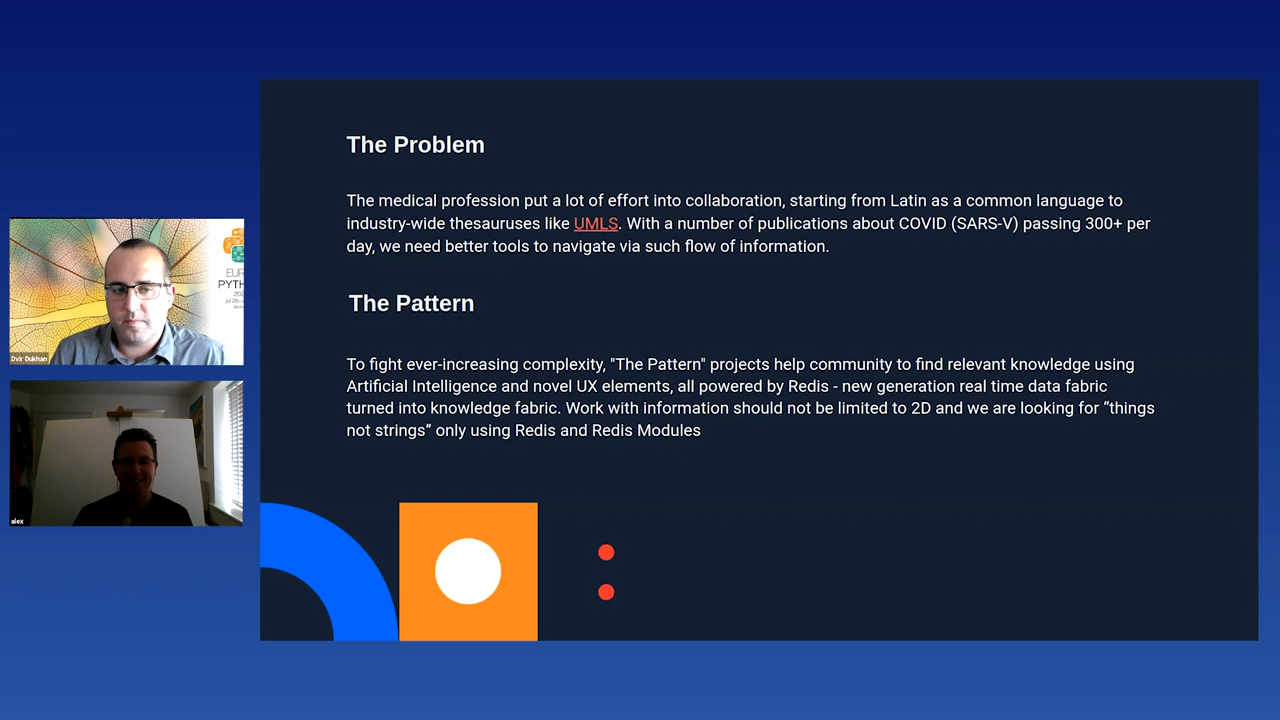 The Problem
The medical profession put a lot of effort into collaboration, starting from Latin as a common language to
industry-wide thesauruses like UMLS. With a number of publications about COVID (SARS-V) passing 300+ per
day, we need better tools to navigate via such flow of information.
The Pattern
To fight ever-increasing complexity, "The Pattern" projects help community to find relevant knowledge using
Artificial Intelligence and novel UX elements, all powered by Redis - new generation real time data fabric
turned into knowledge fabric. Work with information should not be limited to 2D and we are looking for “things
not strings” only using Redis and Redis Modules
EUR
PYTH
Dvir Dukhan
alex